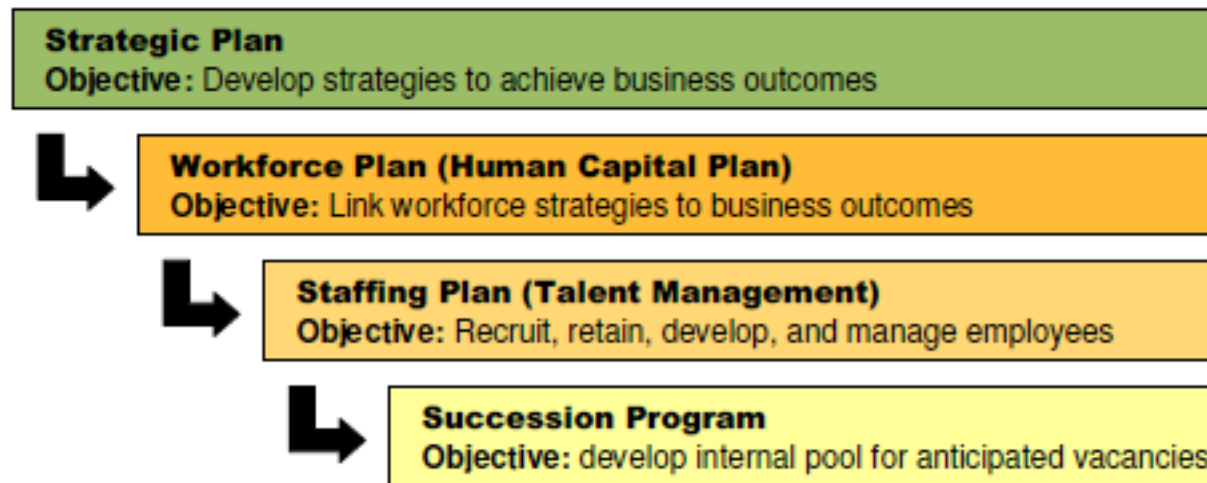 Strategic Plan
Objective: Develop strategies to achieve business outcomes
Workforce Plan (Human Capital Plan)
Objective: Link workforce strategies to business outcomes
Staffing Plan (Talent Management)
Objective: Recruit, retain, develop, and manage employees
Succession Program
Objective: develop internal pool for anticipated vacancies